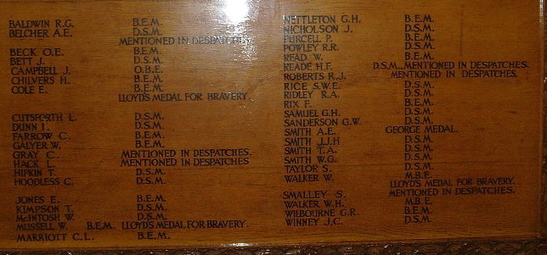 BALDWIN R.G. B.E.M.
BELCHER A.E. D.S.M.
MENTIONED IN DESPATCHES
BECK O.E. B.E.M.
BETT J. D.S.M.
CAMPBELL J. O.B.E.
CHILVERS H. B.E.M.
COLE E. B.E.M.
LLOYDS MEDAL FOR BRAVERY.
CUTSFORTH L. D.S.M.
DUNN I. D.S.M.
FARROW C. B.E.M.
GALYER W. B.E.M.
GRAY C. MENTIONED IN DESPATCHES.
HACK L. MENTIONED IN DESPATCHES
HIPKIN T. D.S.M.
HOODLESS C. D.S.M.
JONES E. B.E.M.
KIMPSON T. D.S.M.
McINTOSH W. D.S.M.
MUSSELL W. B.E.M. LLOYDS MEDAL FOR BRAVERY.
MARRIOTT C.L. B.E.M.
NETTLETON G.H. B.E.M.
NICHOLSON J. D.S.M.
PURCELL P. B.E.M.
POWLEY R.R. D.S.M.
READ W. B.E.M.
READE H.F. D.S.M. MENTIONED IN DESPATCHES.
ROBERTS R.J. MENTIONED IN DESPATCHES.
RICE S.W.E. D.S.M.
RIDLEY R.A. D.S.M.
RIX F. B.E.M.
SAMUEL G.H. D.S.M.
SANDERSON G.W. D.S.M.
SMITH A.E. GEORGE MEDAL.
SMITH J.J.H D.S.M.
SMITH T.A. D.S.M.
SMITH W.G. D.S.M.
TAYLOR S. D.S.M.
WALKER W. M.B.E.
LLOYD'S MEDAL FOR BRAVERY.
SMALLEY S. MENTIONED IN DESPATCHES.
WALKER W.H. M.B.E.
WILBOURNE G.R. B.E.M.
WINNEY J.C. D.S.M.